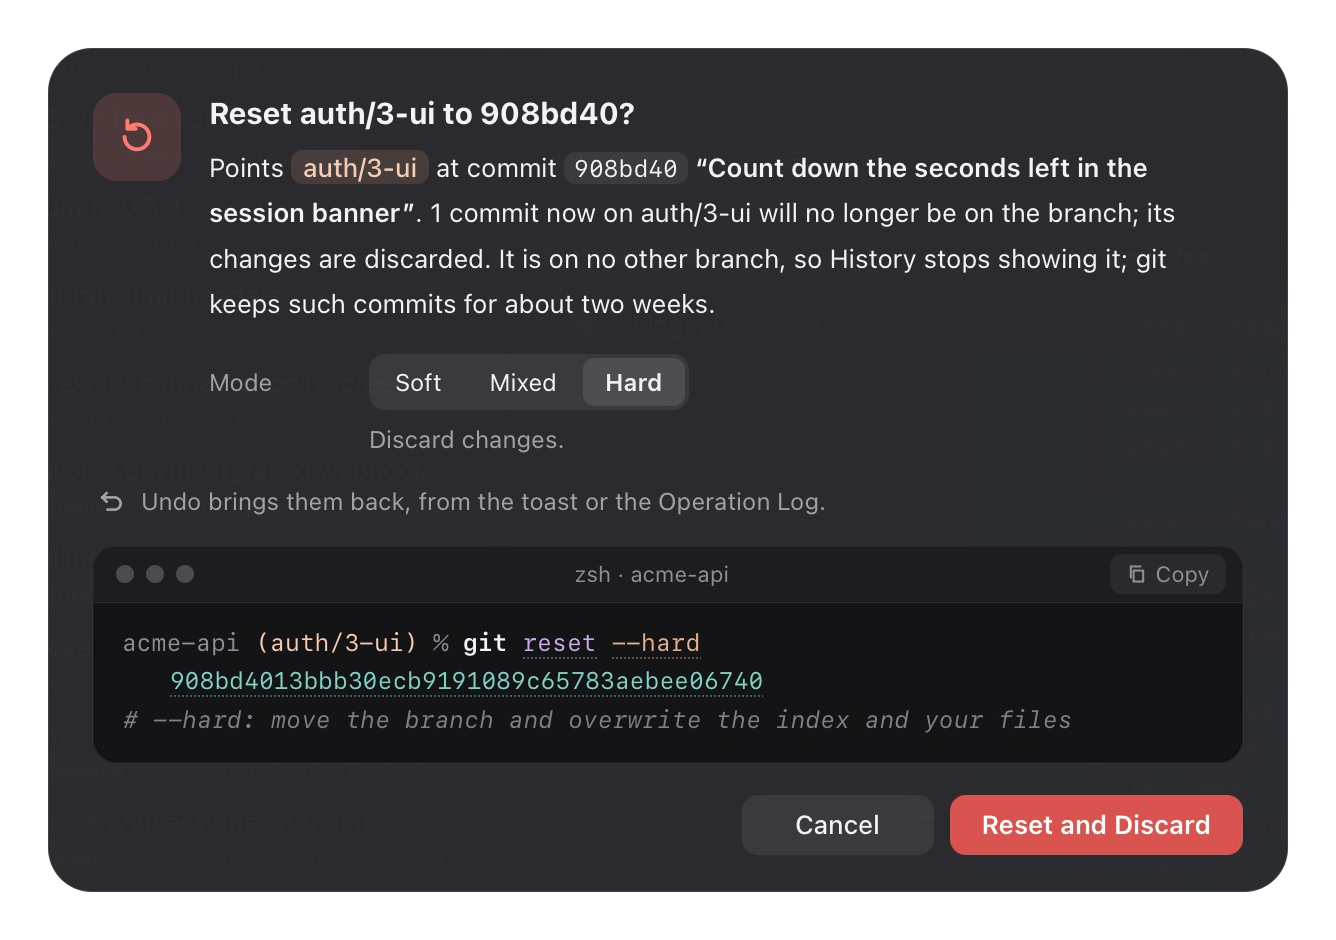 Reset auth/3-ui to 908bd40?
Points auth/3-ui at commit 908bd40 “Count down the seconds left in the
session banner”. 1 commit now on auth/3-ui will no longer be on the branch; its
changes are discarded. It is on no other branch, so History stops showing it; git
keeps such commits for about two weeks.
Mode Soft Mixed Hard
Discard changes.
Undo brings them back, from the toast or the Operation Log.
zsh · acme-api Copy
acme-api (auth/3-ui) % git reset --hard
908bd4013bbb30ecb9191089c65783aebee06740
# --hard: move the branch and overwrite the index and your files
Cancel Reset and Discard